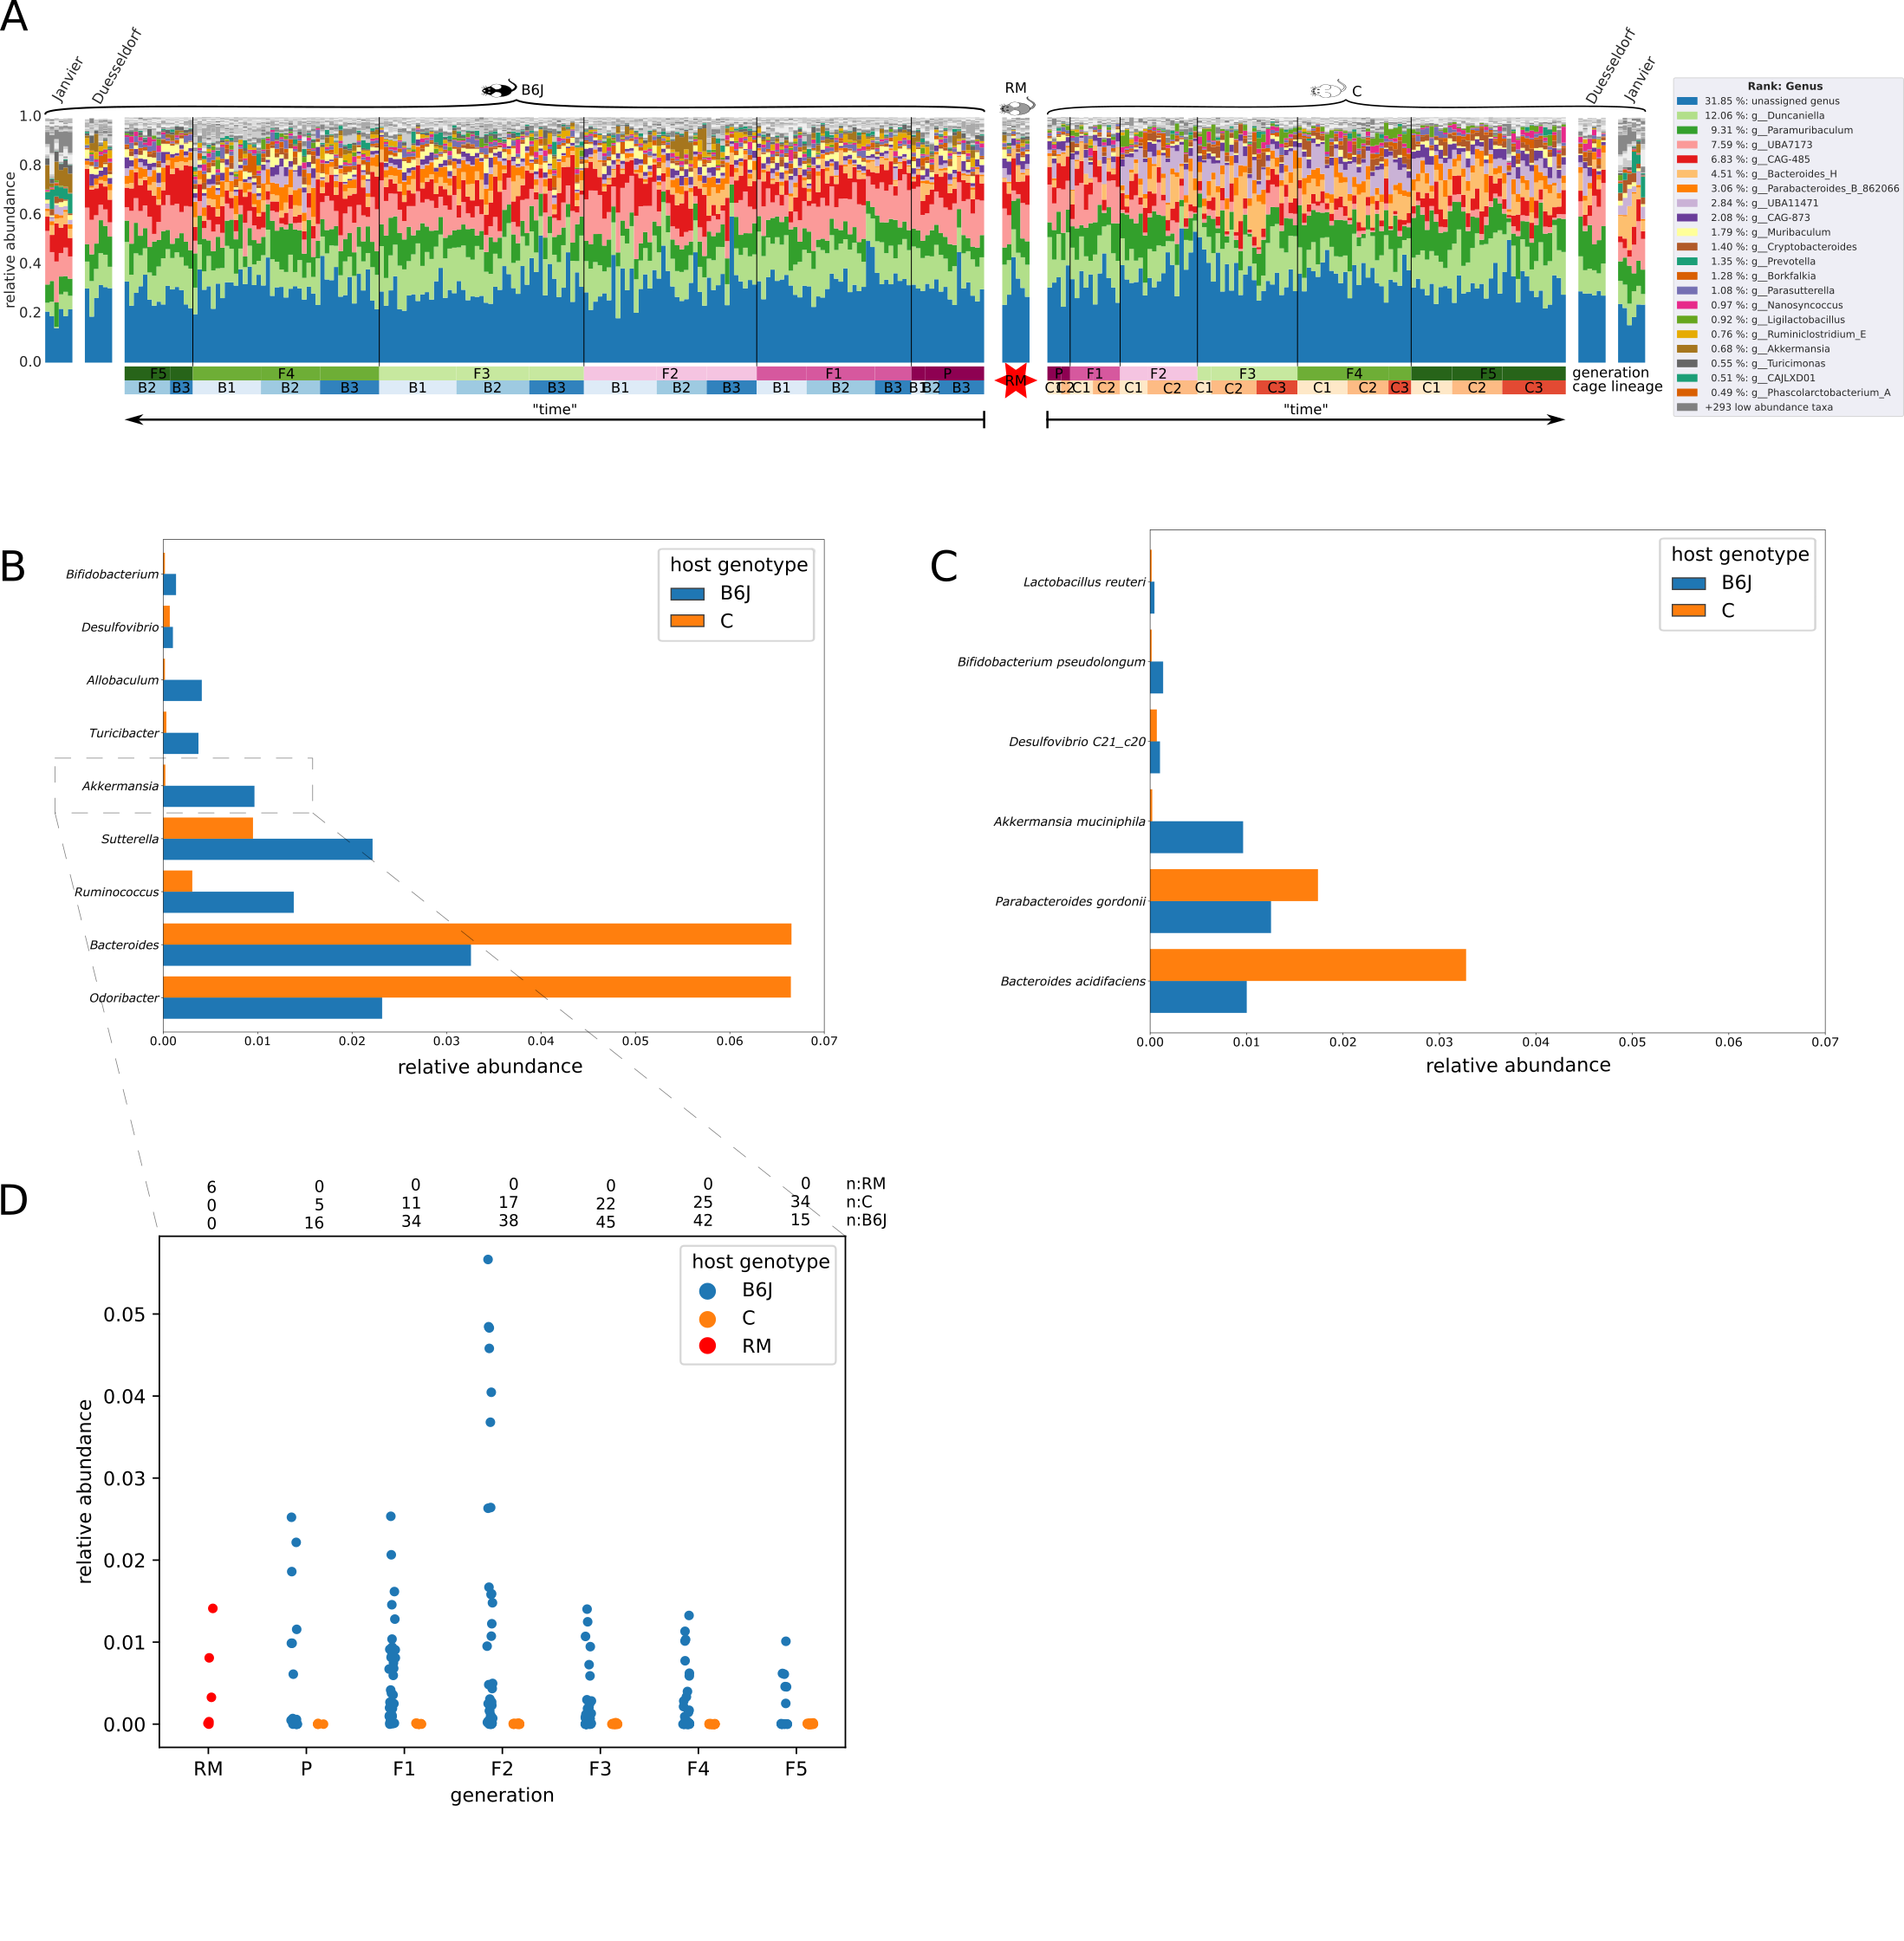 A
Janvier
Duesseldorf
B6J
RM
C
Duesseldorf
Janvier
relative abundance
1.0
0.8
0.6
0.4
0.2
0.0
F5 F4 F3 F2 F1 P
B2 B3 B1 B2 B3 B1 B2 B3 B1 B2 B3 B1 B2 B3 B1 B2 B3
RM
P F1 F2 F3 F4 F5 generation
C1 C2 C1 C2 C1 C2 C1 C2 C3 C1 C2 C3 C1 C2 C3 cage lineage
"time"
"time"
Rank: Genus
31.85 %: unassigned genus
12.06 %: g__Duncaniella
9.31 %: g__Paramuribaculum
7.59 %: g__UBA7173
6.83 %: g__CAG-485
4.51 %: g__Bacteroides_H
3.06 %: g__Parabacteroides_B_862066
2.84 %: g__UBA11471
2.08 %: g__CAG-873
1.79 %: g__Muribaculum
1.40 %: g__Cryptobacteroides
1.35 %: g__Prevotella
1.28 %: g__Borkfalkia
1.08 %: g__Parasutterella
0.97 %: g__Nanosyncoccus
0.92 %: g__Ligilactobacillus
0.76 %: g__Ruminiclostridium_E
0.68 %: g__Akkermansia
0.55 %: g__Turicimonas
0.51 %: g__CAJLXD01
0.49 %: g__Phascolarctobacterium_A
+293 low abundance taxa
B
host genotype
B6J
C
Bifidobacterium
Desulfovibrio
Allobaculum
Turicibacter
Akkermansia
Sutterella
Ruminococcus
Bacteroides
Odoribacter
0.00 0.01 0.02 0.03 0.04 0.05 0.06 0.07
relative abundance
C
host genotype
B6J
C
Lactobacillus reuteri
Bifidobacterium pseudolongum
Desulfovibrio C21_c20
Akkermansia muciniphila
Parabacteroides gordonii
Bacteroides acidifaciens
0.00 0.01 0.02 0.03 0.04 0.05 0.06 0.07
relative abundance
D
6 0 0 0 0 0 0 n:RM
0 5 11 17 22 25 34 n:C
0 16 34 38 45 42 15 n:B6J
host genotype
B6J
C
RM
relative abundance
0.05
0.04
0.03
0.02
0.01
0.00
RM P F1 F2 F3 F4 F5
generation